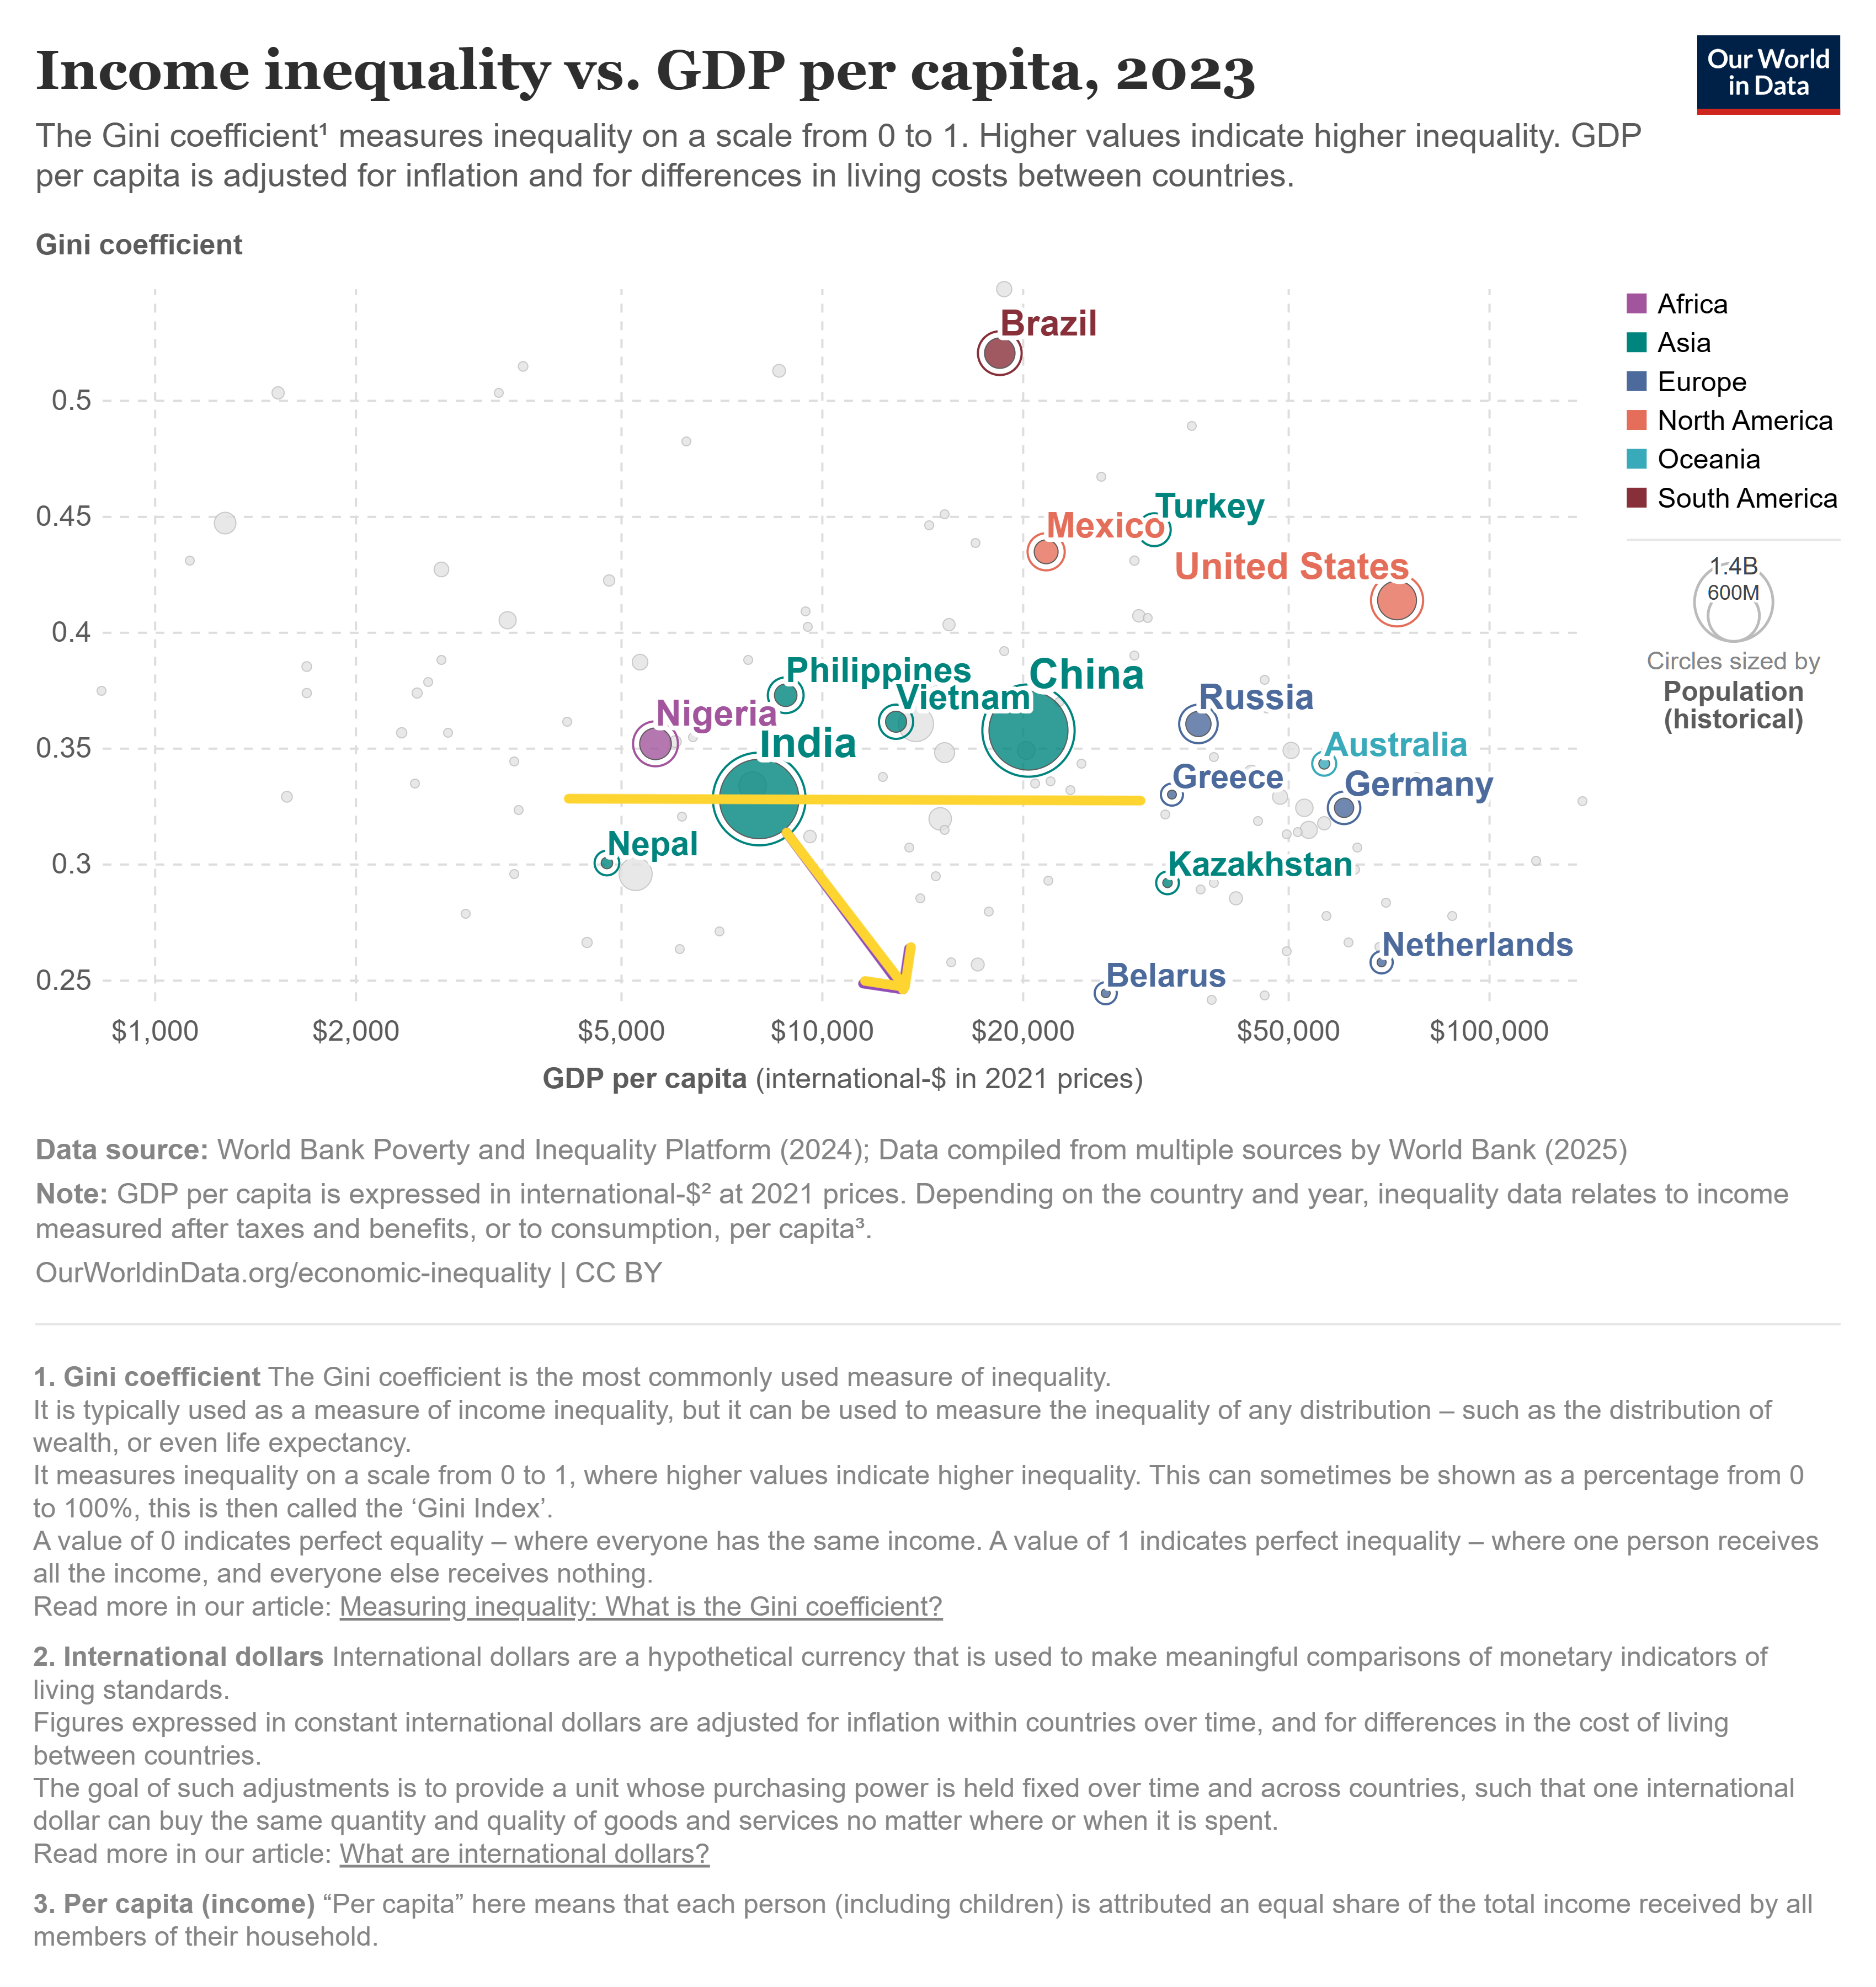 Income inequality vs. GDP per capita, 2023
Our World
in Data
The Gini coefficient¹ measures inequality on a scale from 0 to 1. Higher values indicate higher inequality. GDP
per capita is adjusted for inflation and for differences in living costs between countries.
Gini coefficient
0.5
0.45
0.4
0.35
0.3
0.25
Brazil
Turkey
Mexico
United States
Philippines
China
Vietnam
Nigeria
Russia
India
Australia
Greece
Germany
Nepal
Kazakhstan
Netherlands
Belarus
$1,000
$2,000
$5,000
$10,000
$20,000
$50,000
$100,000
GDP per capita (international-$ in 2021 prices)
Africa
Asia
Europe
North America
Oceania
South America
1.4B
600M
Circles sized by
Population
(historical)
Data source: World Bank Poverty and Inequality Platform (2024); Data compiled from multiple sources by World Bank (2025)
Note: GDP per capita is expressed in international-$² at 2021 prices. Depending on the country and year, inequality data relates to income
measured after taxes and benefits, or to consumption, per capita³.
OurWorldinData.org/economic-inequality | CC BY
1. Gini coefficient The Gini coefficient is the most commonly used measure of inequality.
It is typically used as a measure of income inequality, but it can be used to measure the inequality of any distribution – such as the distribution of
wealth, or even life expectancy.
It measures inequality on a scale from 0 to 1, where higher values indicate higher inequality. This can sometimes be shown as a percentage from 0
to 100%, this is then called the ‘Gini Index’.
A value of 0 indicates perfect equality – where everyone has the same income. A value of 1 indicates perfect inequality – where one person receives
all the income, and everyone else receives nothing.
Read more in our article: Measuring inequality: What is the Gini coefficient?
2. International dollars International dollars are a hypothetical currency that is used to make meaningful comparisons of monetary indicators of
living standards.
Figures expressed in constant international dollars are adjusted for inflation within countries over time, and for differences in the cost of living
between countries.
The goal of such adjustments is to provide a unit whose purchasing power is held fixed over time and across countries, such that one international
dollar can buy the same quantity and quality of goods and services no matter where or when it is spent.
Read more in our article: What are international dollars?
3. Per capita (income) “Per capita” here means that each person (including children) is attributed an equal share of the total income received by all
members of their household.